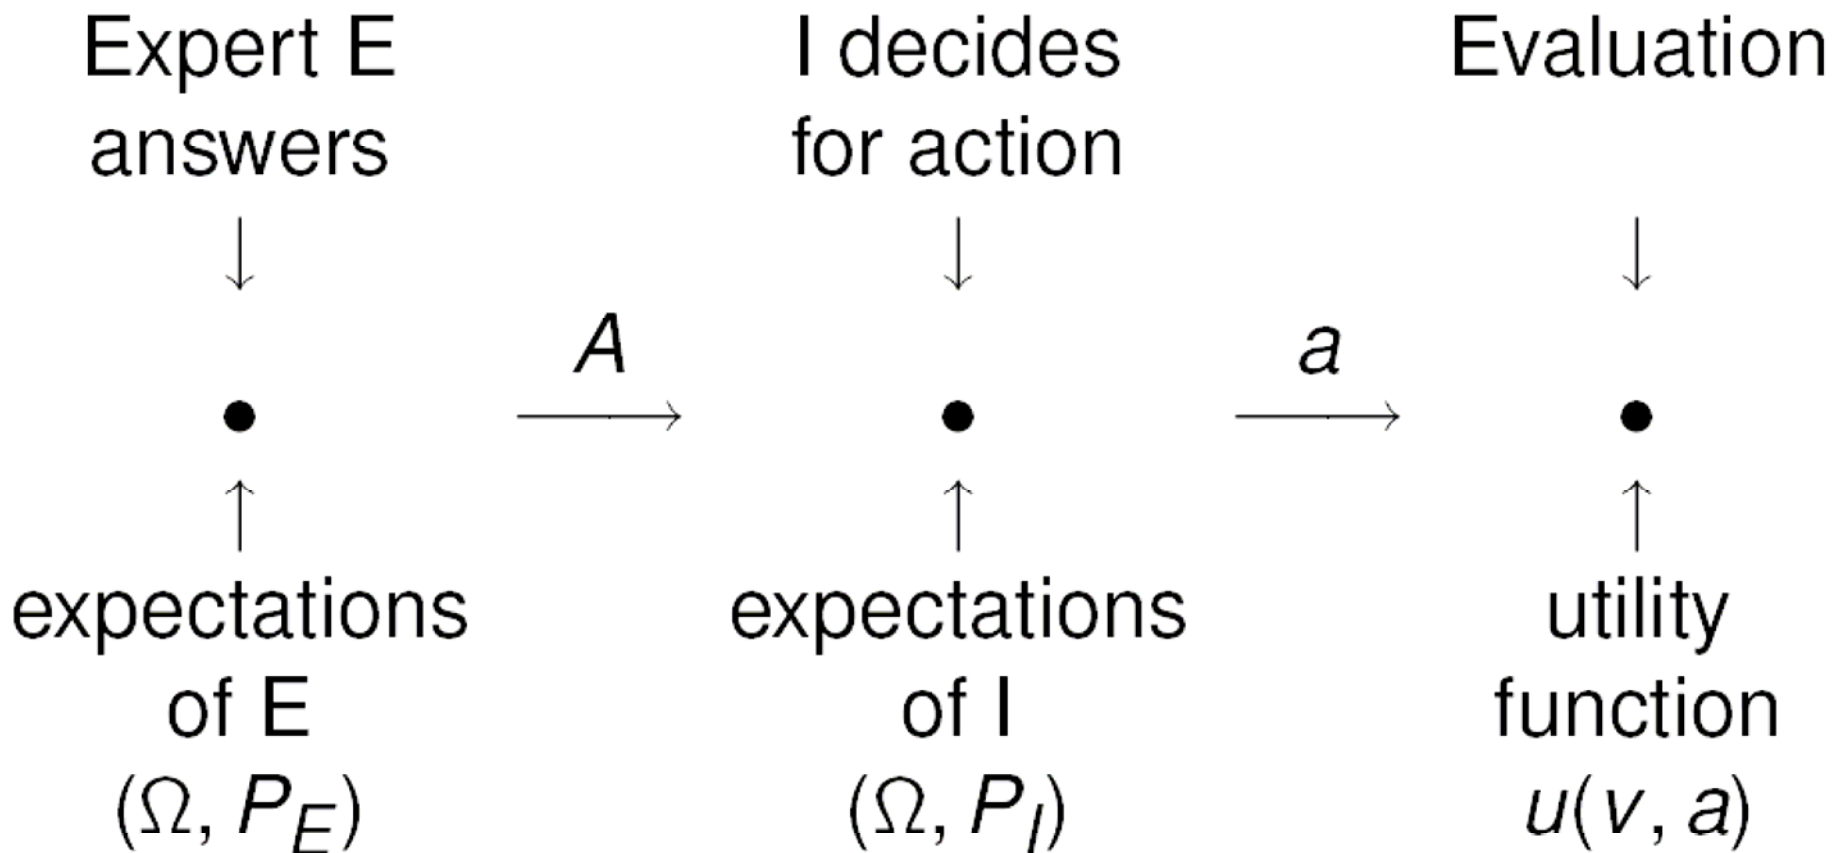 Expert E
answers
I decides
for action
Evaluation
A
a
expectations
of E
(Ω, P_E)
expectations
of I
(Ω, P_I)
utility
function
u(v, a)